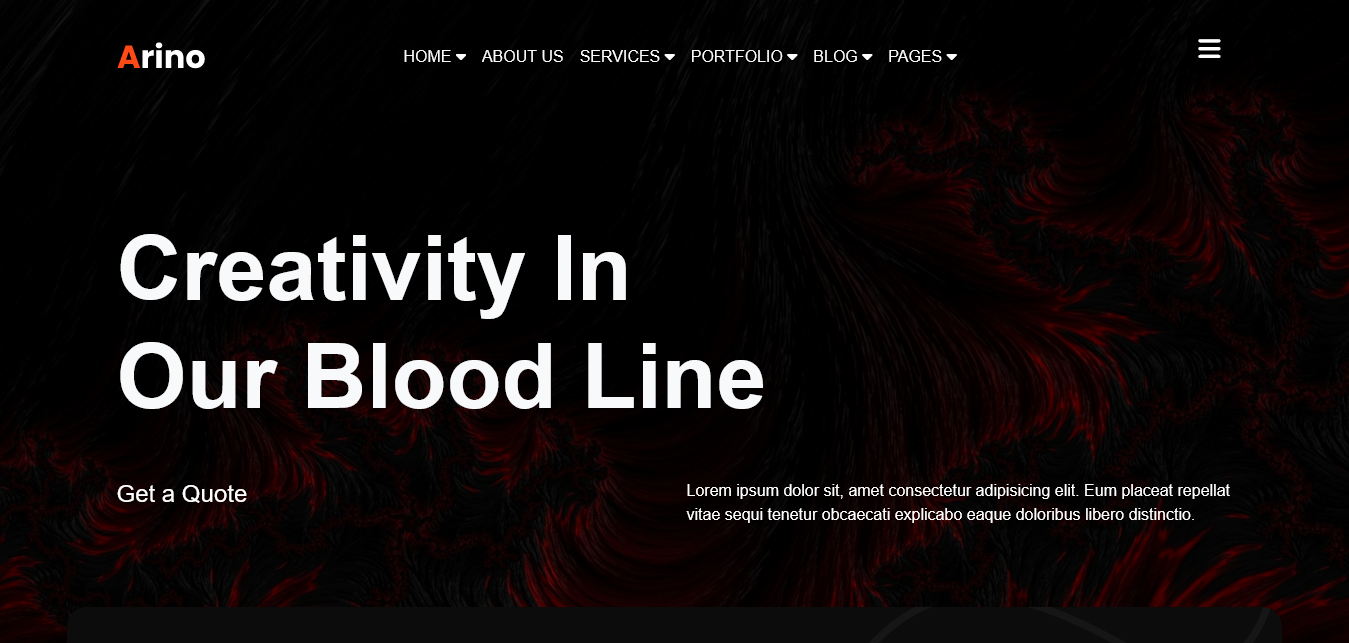 Arino
HOME ABOUT US SERVICES PORTFOLIO BLOG PAGES
Creativity In
Our Blood Line
Get a Quote
Lorem ipsum dolor sit, amet consectetur adipisicing elit. Eum placeat repellat
vitae sequi tenetur obcaecati explicabo eaque doloribus libero distinctio.